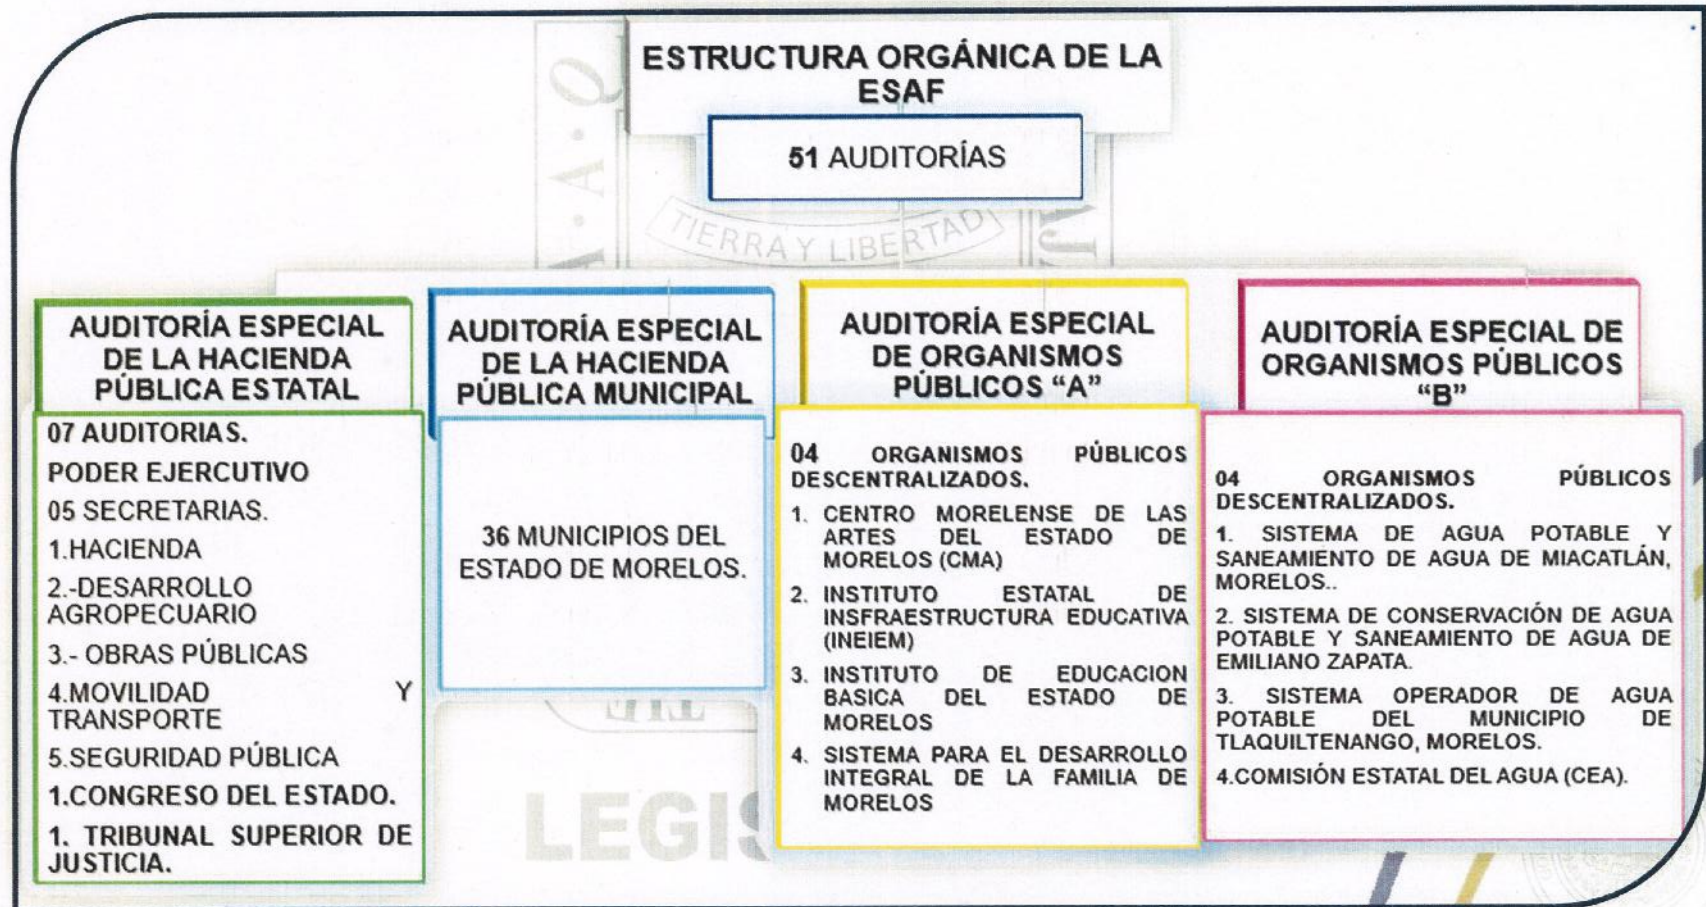 ESTRUCTURA ORGÁNICA DE LA
ESAF
51 AUDITORÍAS
TIERRA Y LIBERTAD
AUDITORÍA ESPECIAL
DE LA HACIENDA
PÚBLICA ESTATAL
07 AUDITORIAS.
PODER EJERCUTIVO
05 SECRETARIAS.
1.HACIENDA
2.-DESARROLLO
AGROPECUARIO
3.- OBRAS PÚBLICAS
4.MOVILIDAD Y
TRANSPORTE
5.SEGURIDAD PÚBLICA
1.CONGRESO DEL ESTADO.
1. TRIBUNAL SUPERIOR DE
JUSTICIA.
AUDITORÍA ESPECIAL
DE LA HACIENDA
PÚBLICA MUNICIPAL
36 MUNICIPIOS DEL
ESTADO DE MORELOS.
AUDITORÍA ESPECIAL
DE ORGANISMOS
PÚBLICOS “A”
04 ORGANISMOS PÚBLICOS
DESCENTRALIZADOS.
1. CENTRO MORELENSE DE LAS
ARTES DEL ESTADO DE
MORELOS (CMA)
2. INSTITUTO ESTATAL DE
INSFRAESTRUCTURA EDUCATIVA
(INEIEM)
3. INSTITUTO DE EDUCACION
BASICA DEL ESTADO DE
MORELOS
4. SISTEMA PARA EL DESARROLLO
INTEGRAL DE LA FAMILIA DE
MORELOS
AUDITORÍA ESPECIAL DE
ORGANISMOS PÚBLICOS
“B”
04 ORGANISMOS PÚBLICOS
DESCENTRALIZADOS.
1. SISTEMA DE AGUA POTABLE Y
SANEAMIENTO DE AGUA DE MIACATLÁN,
MORELOS..
2. SISTEMA DE CONSERVACIÓN DE AGUA
POTABLE Y SANEAMIENTO DE AGUA DE
EMILIANO ZAPATA.
3. SISTEMA OPERADOR DE AGUA
POTABLE DEL MUNICIPIO DE
TLAQUILTENANGO, MORELOS.
4.COMISIÓN ESTATAL DEL AGUA (CEA).
LEGIS